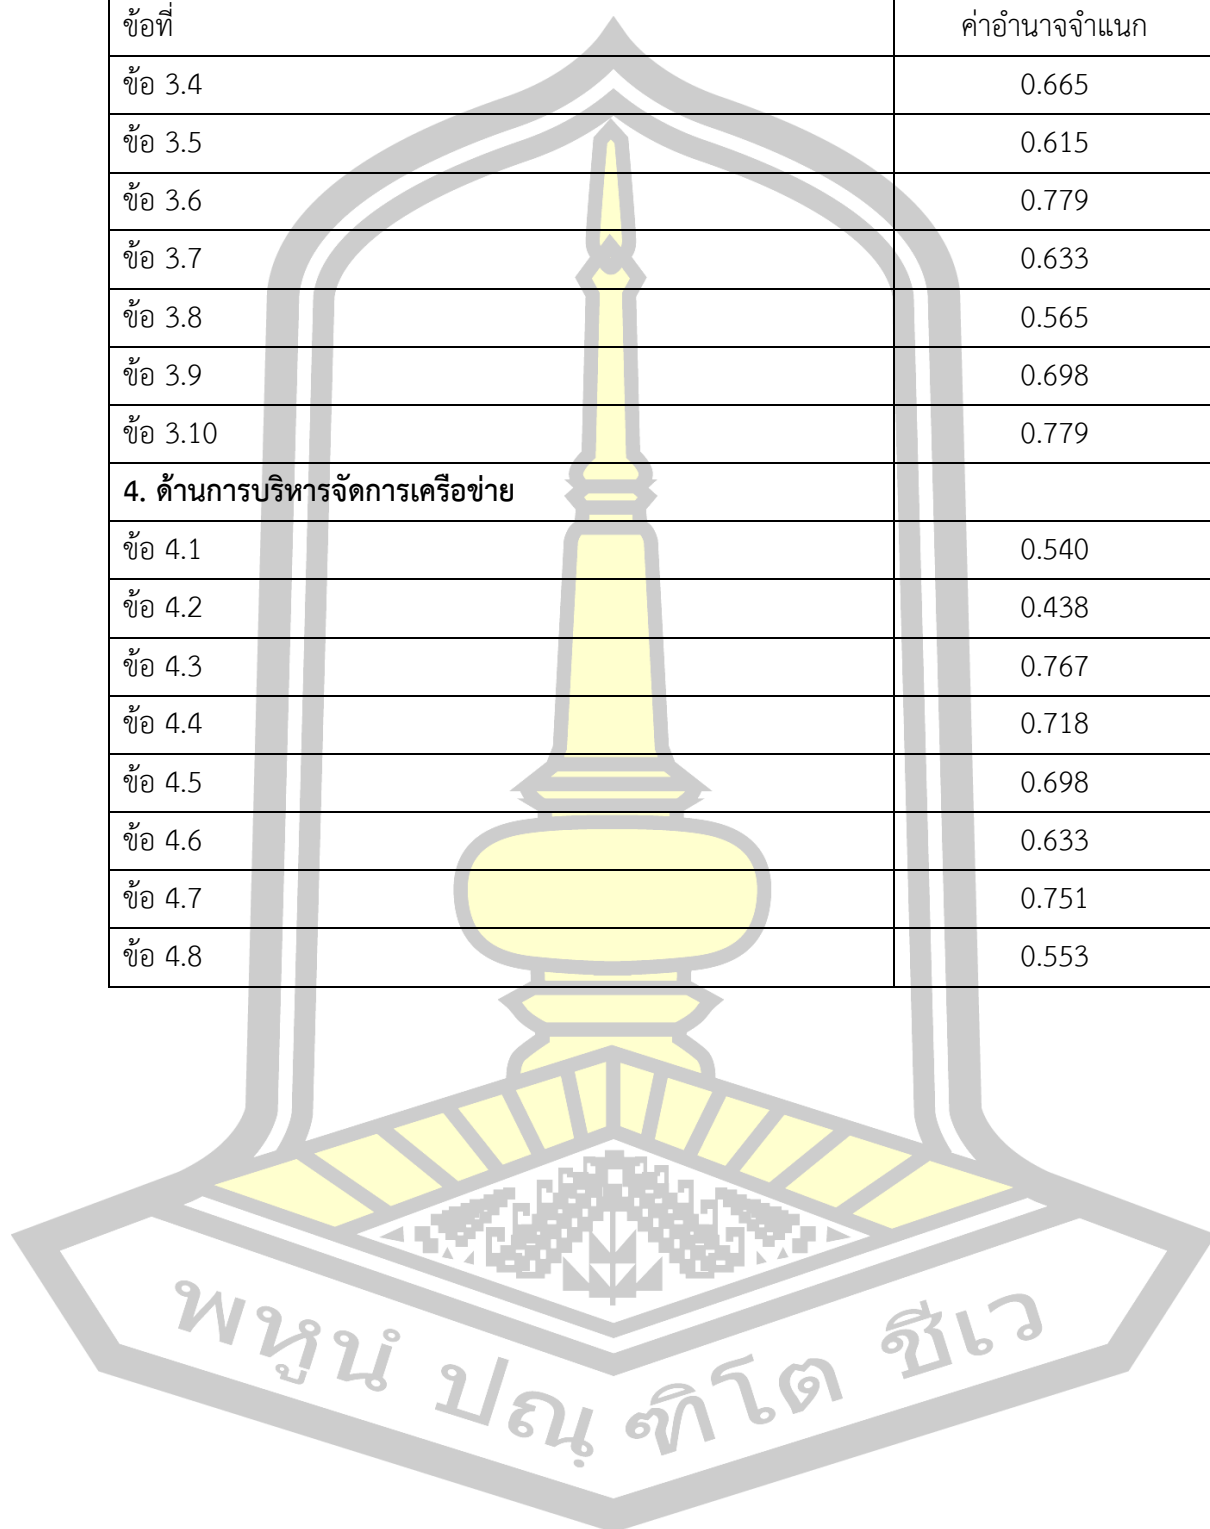 ข้อที่ ค่าอำนาจจำแนก
ข้อ 3.4 0.665
ข้อ 3.5 0.615
ข้อ 3.6 0.779
ข้อ 3.7 0.633
ข้อ 3.8 0.565
ข้อ 3.9 0.698
ข้อ 3.10 0.779
4. ด้านการบริหารจัดการเครือข่าย
ข้อ 4.1 0.540
ข้อ 4.2 0.438
ข้อ 4.3 0.767
ข้อ 4.4 0.718
ข้อ 4.5 0.698
ข้อ 4.6 0.633
ข้อ 4.7 0.751
ข้อ 4.8 0.553
พหูนํ ปณฺฑิโต ชีเว